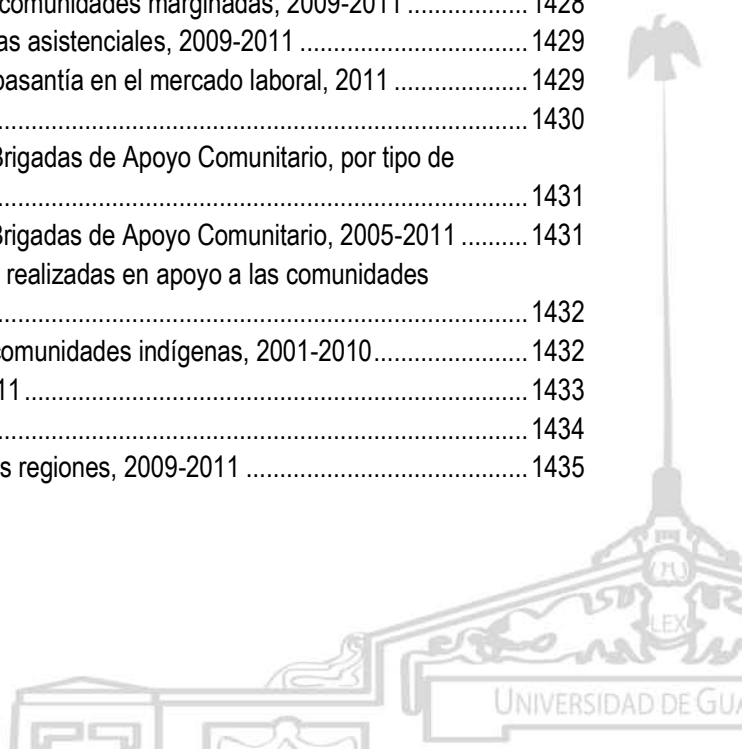 comunidades marginadas, 2009-2011 .................. 1428
as asistenciales, 2009-2011 .................................. 1429
pasantía en el mercado laboral, 2011 .................... 1429
............................................................................... 1430
Brigadas de Apoyo Comunitario, por tipo de
............................................................................... 1431
Brigadas de Apoyo Comunitario, 2005-2011 .......... 1431
realizadas en apoyo a las comunidades
............................................................................... 1432
comunidades indígenas, 2001-2010....................... 1432
11 ........................................................................... 1433
............................................................................... 1434
s regiones, 2009-2011 .......................................... 1435
LEX
UNIVERSIDAD DE GUA